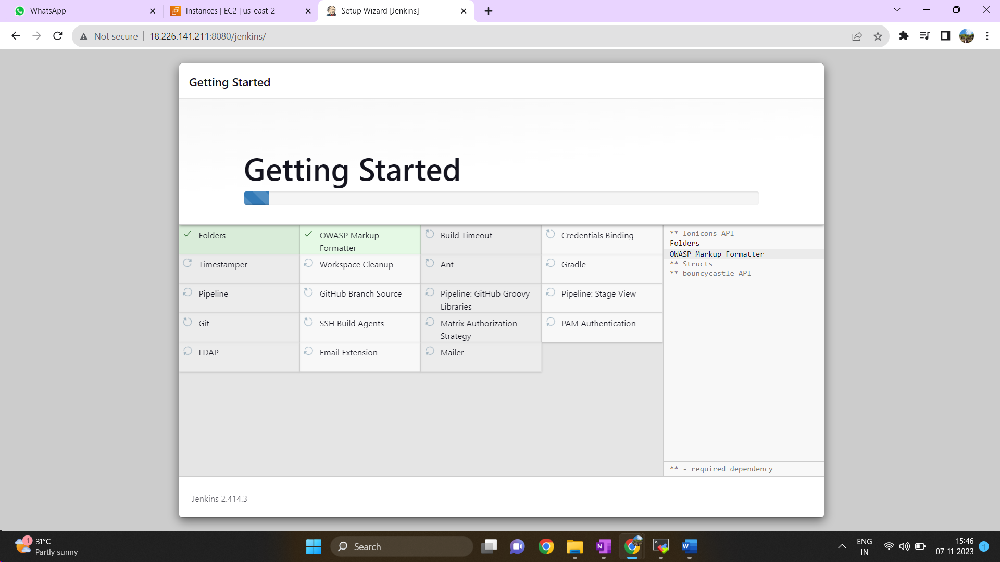 WhatsApp
Instances | EC2 | us-east-2
Setup Wizard [Jenkins]
Not secure
18.226.141.211:8080/jenkins/
Getting Started
Getting Started
Folders
OWASP Markup
Formatter
Build Timeout
Credentials Binding
Timestamper
Workspace Cleanup
Ant
Gradle
Pipeline
GitHub Branch Source
Pipeline: GitHub Groovy
Libraries
Pipeline: Stage View
Git
SSH Build Agents
Matrix Authorization
Strategy
PAM Authentication
LDAP
Email Extension
Mailer
** Ionicons API
Folders
OWASP Markup Formatter
** Structs
** bouncycastle API
** - required dependency
Jenkins 2.414.3
1
31°C
Partly sunny
Search
N
W
ENG
IN
15:46
07-11-2023
1